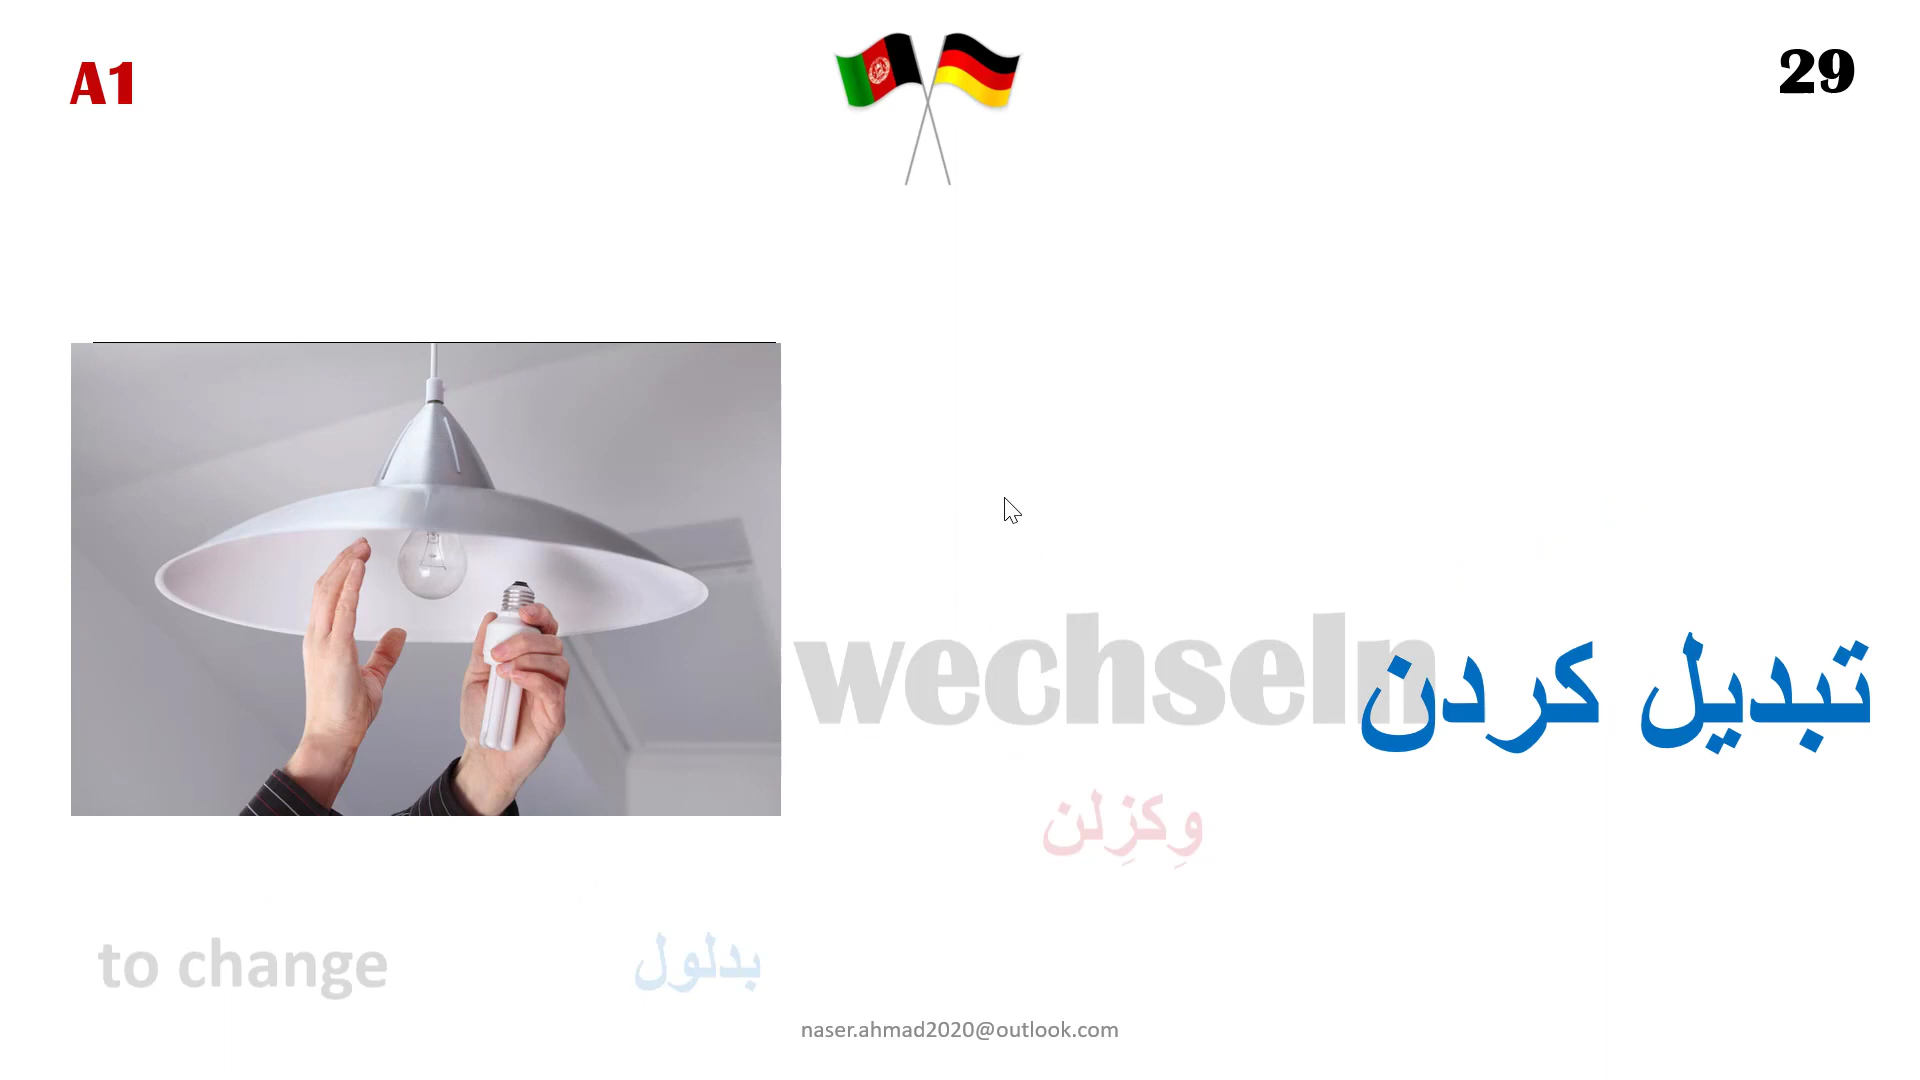 A1
29
wechseln
تبدیل کردن
وِکزِلن
to change
بدلول
naser.ahmad2020@outlook.com